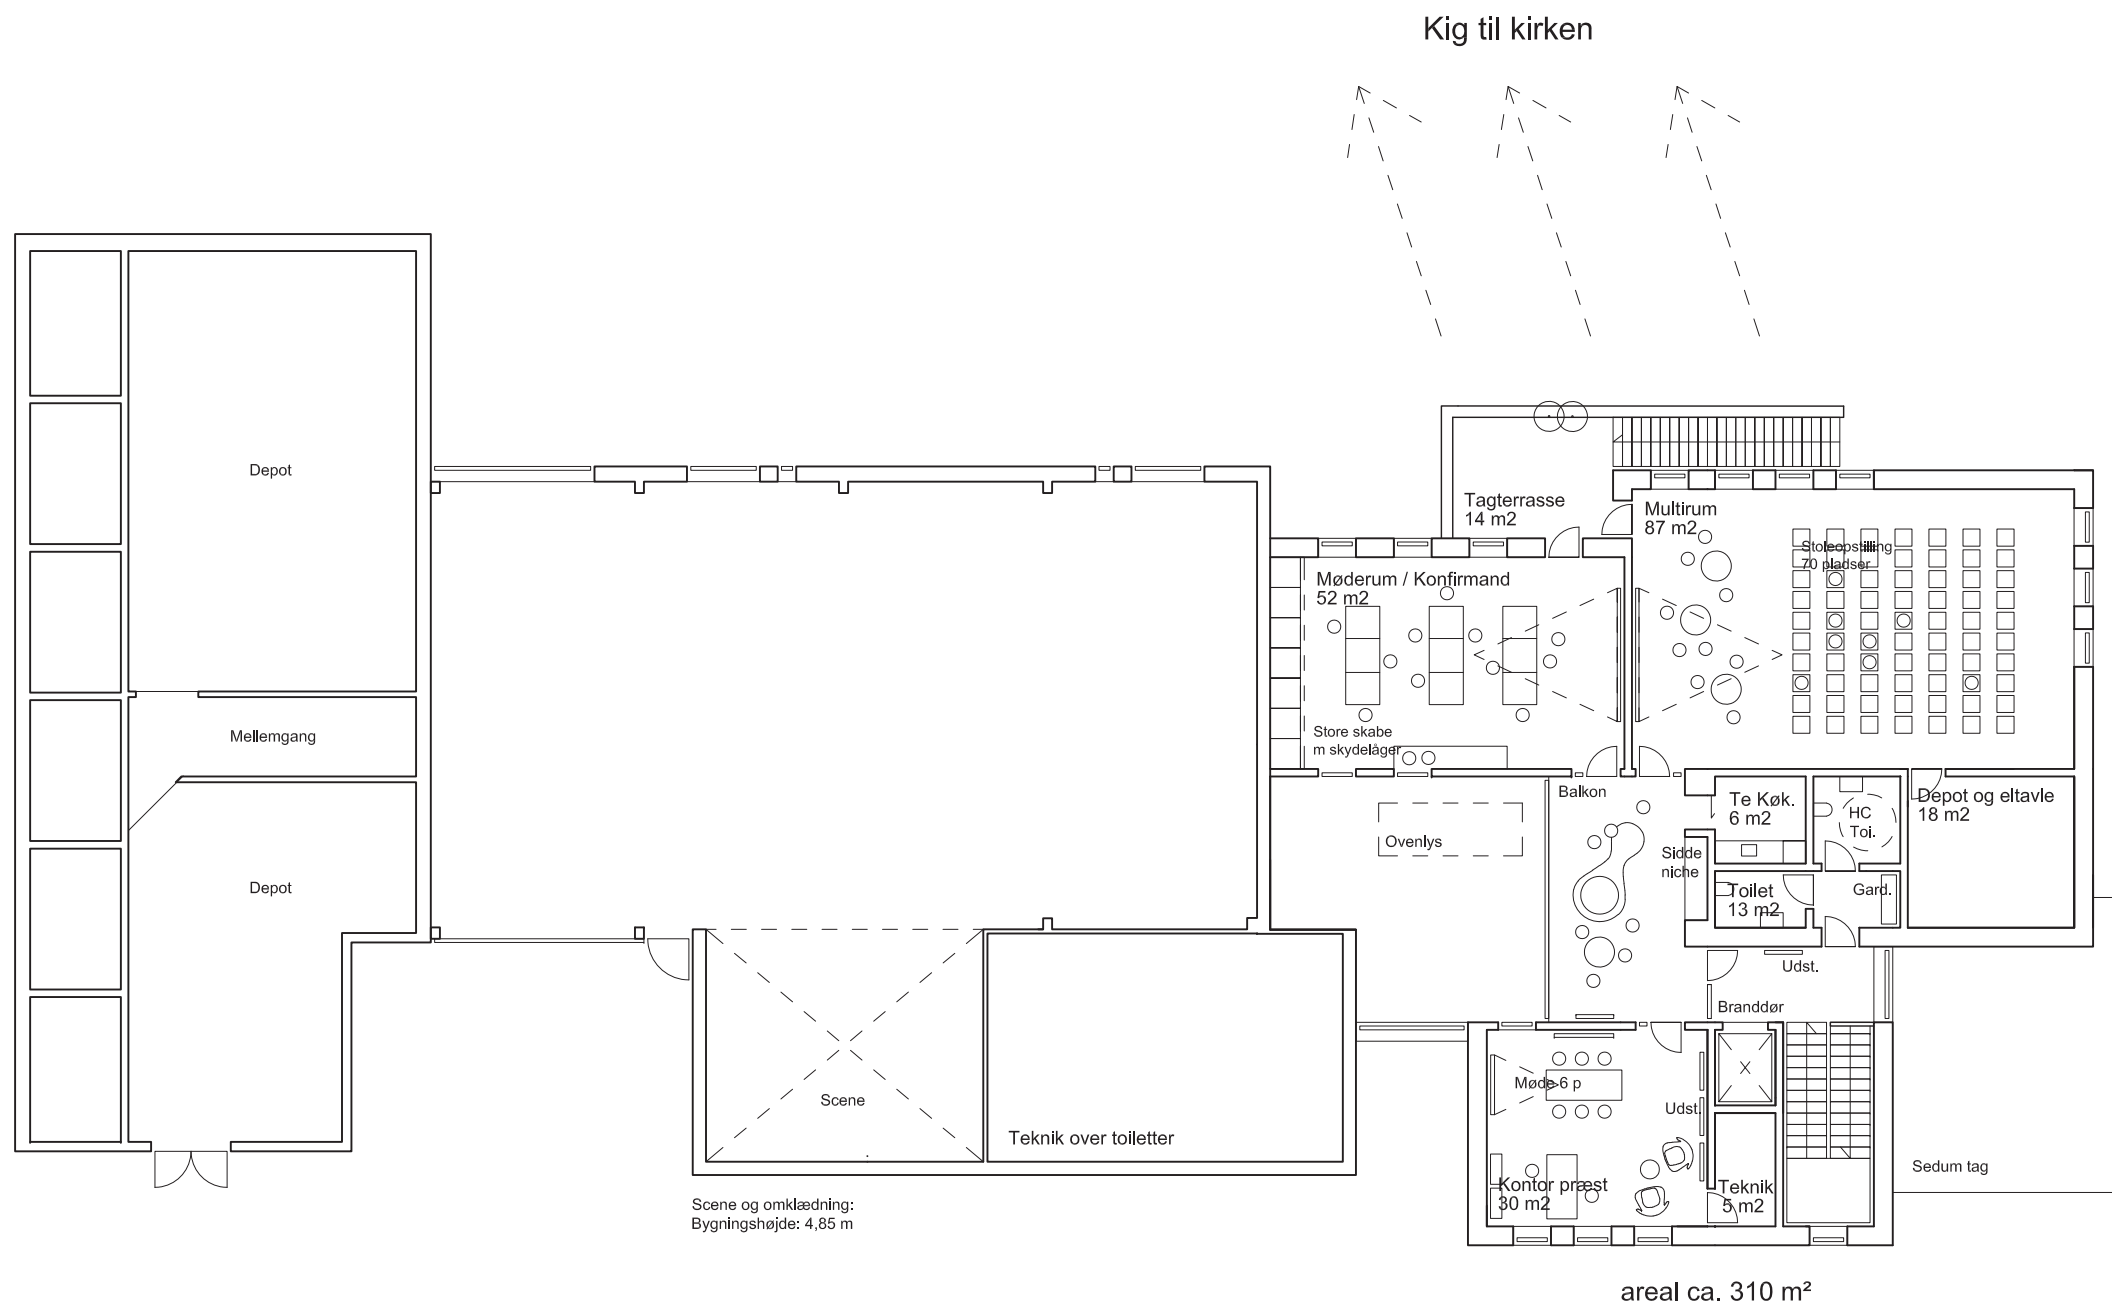 Kig til kirken
Depot
Mellemgang
Depot
Tagterrasse
14 m2
Multirum
87 m2
Stoleopstilling
70 pladser
Møderum / Konfirmand
52 m2
Store skabe
m skydelåger
Balkon
Ovenlys
Sidde
niche
Te Køk.
6 m2
HC
Toi.
Depot og eltavle
18 m2
Toilet
13 m2
Gard.
Udst.
Branddør
Scene
Teknik over toiletter
Møde 6 p
Udst.
Kontor præst
30 m2
Teknik
5 m2
Sedum tag
Scene og omklædning:
Bygningshøjde: 4,85 m
areal ca. 310 m²